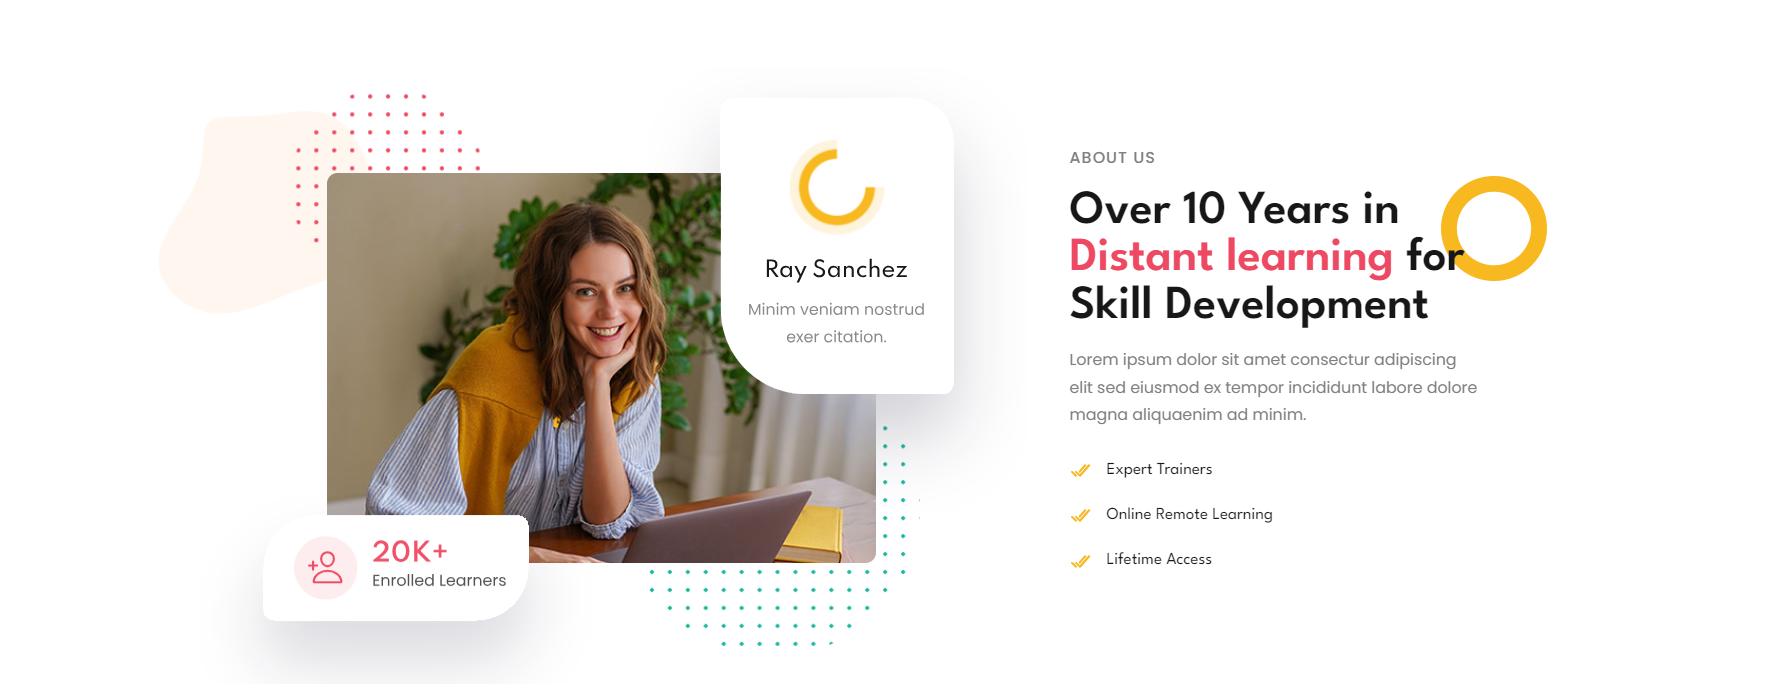 Ray Sanchez
Minim veniam nostrud
exer citation.
20K+
Enrolled Learners
ABOUT US
Over 10 Years in
Distant learning for
Skill Development
Lorem ipsum dolor sit amet consectur adipiscing
elit sed eiusmod ex tempor incididunt labore dolore
magna aliquaenim ad minim.
Expert Trainers
Online Remote Learning
Lifetime Access